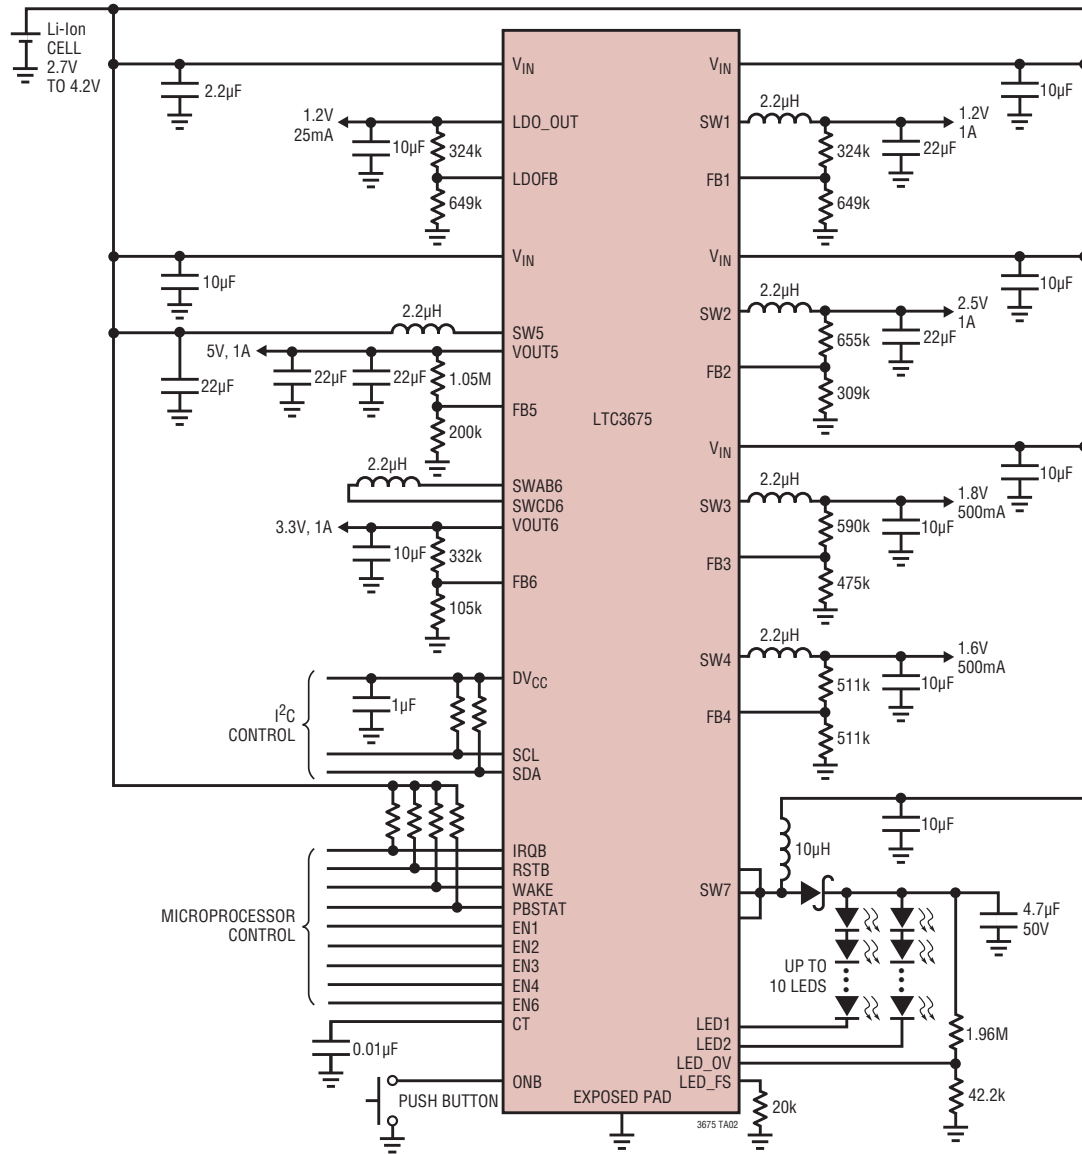 Li-Ion
CELL
2.7V
TO 4.2V
2.2µF
VIN
VIN
10µF
1.2V
25mA
10µF
324k
LDO_OUT
SW1
2.2µH
324k
22µF
1.2V
1A
649k
LDOFB
FB1
649k
10µF
VIN
VIN
10µF
2.2µH
SW5
SW2
2.2µH
655k
22µF
2.5V
1A
5V, 1A
VOUT5
22µF
22µF
22µF
1.05M
FB5
FB2
309k
200k
LTC3675
VIN
10µF
2.2µH
SWAB6
SWCD6
SW3
2.2µH
590k
10µF
1.8V
500mA
3.3V, 1A
VOUT6
10µF
332k
FB6
FB3
475k
105k
SW4
2.2µH
511k
10µF
1.6V
500mA
I2C
CONTROL
1µF
DVCC
FB4
511k
SCL
SDA
10µF
10µH
MICROPROCESSOR
CONTROL
IRQB
RSTB
WAKE
PBSTAT
EN1
EN2
EN3
EN4
EN6
SW7
4.7µF
50V
UP TO
10 LEDS
0.01µF
CT
LED1
LED2
LED_OV
LED_FS
1.96M
42.2k
20k
PUSH BUTTON
ONB
EXPOSED PAD
3675 TA02